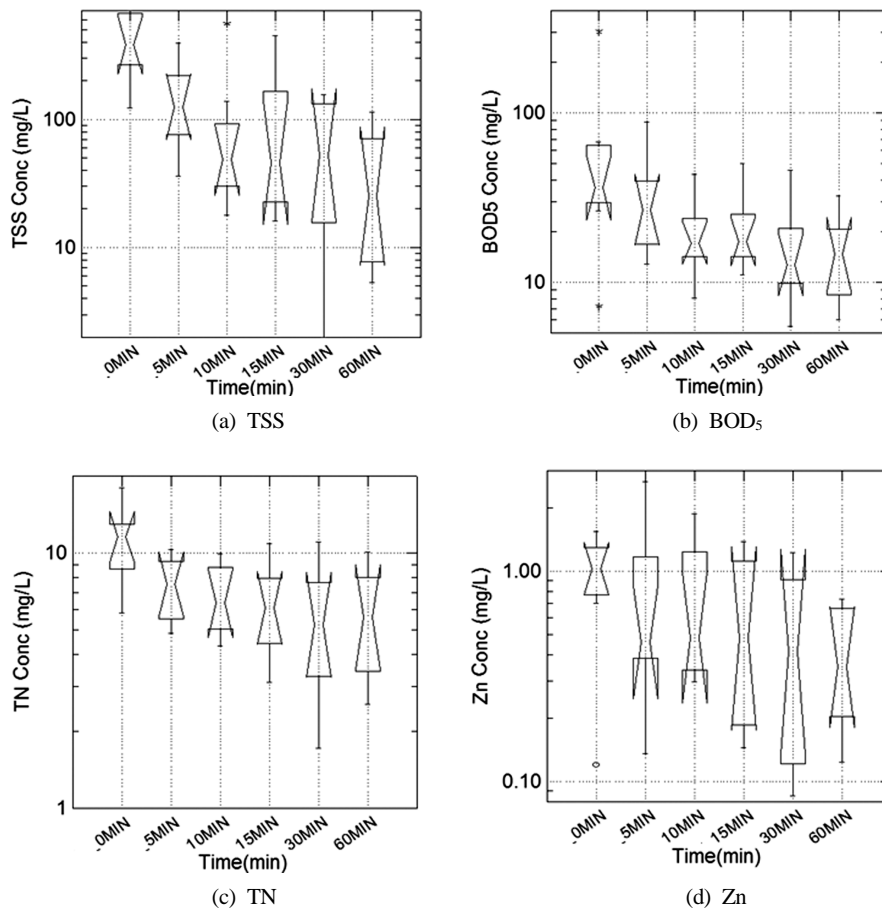 TSS Conc (mg/L)
100
10
.0MIN
.5MIN
10MIN
15MIN
30MIN
60MIN
Time(min)
(a) TSS
BOD5 Conc (mg/L)
100
10
.0MIN
.5MIN
10MIN
15MIN
30MIN
60MIN
Time(min)
(b) BOD₅
TN Conc (mg/L)
10
1
.0MIN
.5MIN
10MIN
15MIN
30MIN
60MIN
Time(min)
(c) TN
Zn Conc (mg/L)
1.00
0.10
.0MIN
.5MIN
10MIN
15MIN
30MIN
60MIN
Time(min)
(d) Zn